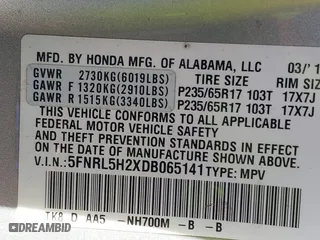 MFD. BY HONDA MFG. OF ALABAMA, LLC 03/'1
GVWR 2730KG(6019LBS) TIRE SIZE RIM SIZ
GAWR F 1320KG(2910LBS) P235/65R17 103T 17X7J
GAWR R 1515KG(3340LBS) P235/65R17 103T 17X7J
THIS VEHICLE CONFORMS TO ALL APPLICABLE
FEDERAL MOTOR VEHICLE SAFETY AND
THEFT PREVENTION STANDARDS IN EFFECT ON
THE DATE OF MANUFACTURE SHOWN ABOVE.
V.I.N.:5FNRL5H2XDB065141 TYPE: MPV
TK8 D AA5 -NH700M -B -B
DREAMBID